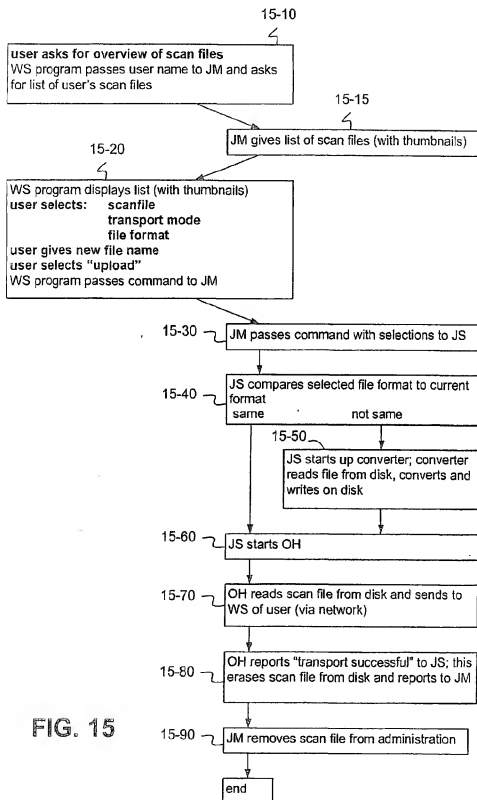 15-10
user asks for overview of scan files
WS program passes user name to JM and asks
for list of user's scan files
15-15
JM gives list of scan files (with thumbnails)
15-20
WS program displays list (with thumbnails)
user selects: scanfile
transport mode
file format
user gives new file name
user selects "upload"
WS program passes command to JM
15-30
JM passes command with selections to JS
15-40
JS compares selected file format to current
format
same not same
15-50
JS starts up converter; converter
reads file from disk, converts and
writes on disk
15-60
JS starts OH
15-70
OH reads scan file from disk and sends to
WS of user (via network)
15-80
OH reports "transport successful" to JS; this
erases scan file from disk and reports to JM
FIG. 15
15-90
JM removes scan file from administration
end